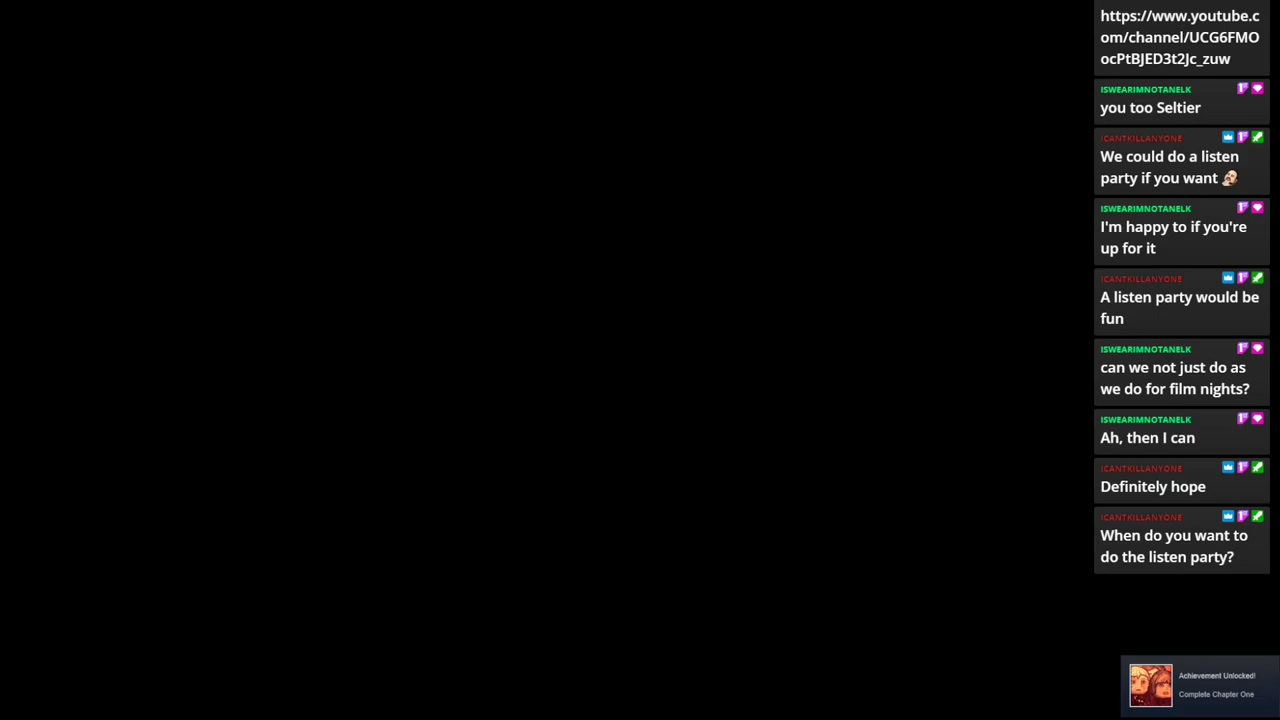 https://www.youtube.c
om/channel/UCG6FMO
ocPtBJED3t2Jc_zuw
ISWEARIMNOTANELK
you too Seltier
ICANTKILLANYONE
We could do a listen
party if you want
ISWEARIMNOTANELK
I'm happy to if you're
up for it
ICANTKILLANYONE
A listen party would be
fun
ISWEARIMNOTANELK
can we not just do as
we do for film nights?
ISWEARIMNOTANELK
Ah, then I can
ICANTKILLANYONE
Definitely hope
ICANTKILLANYONE
When do you want to
do the listen party?
Achievement Unlocked!
Complete Chapter One